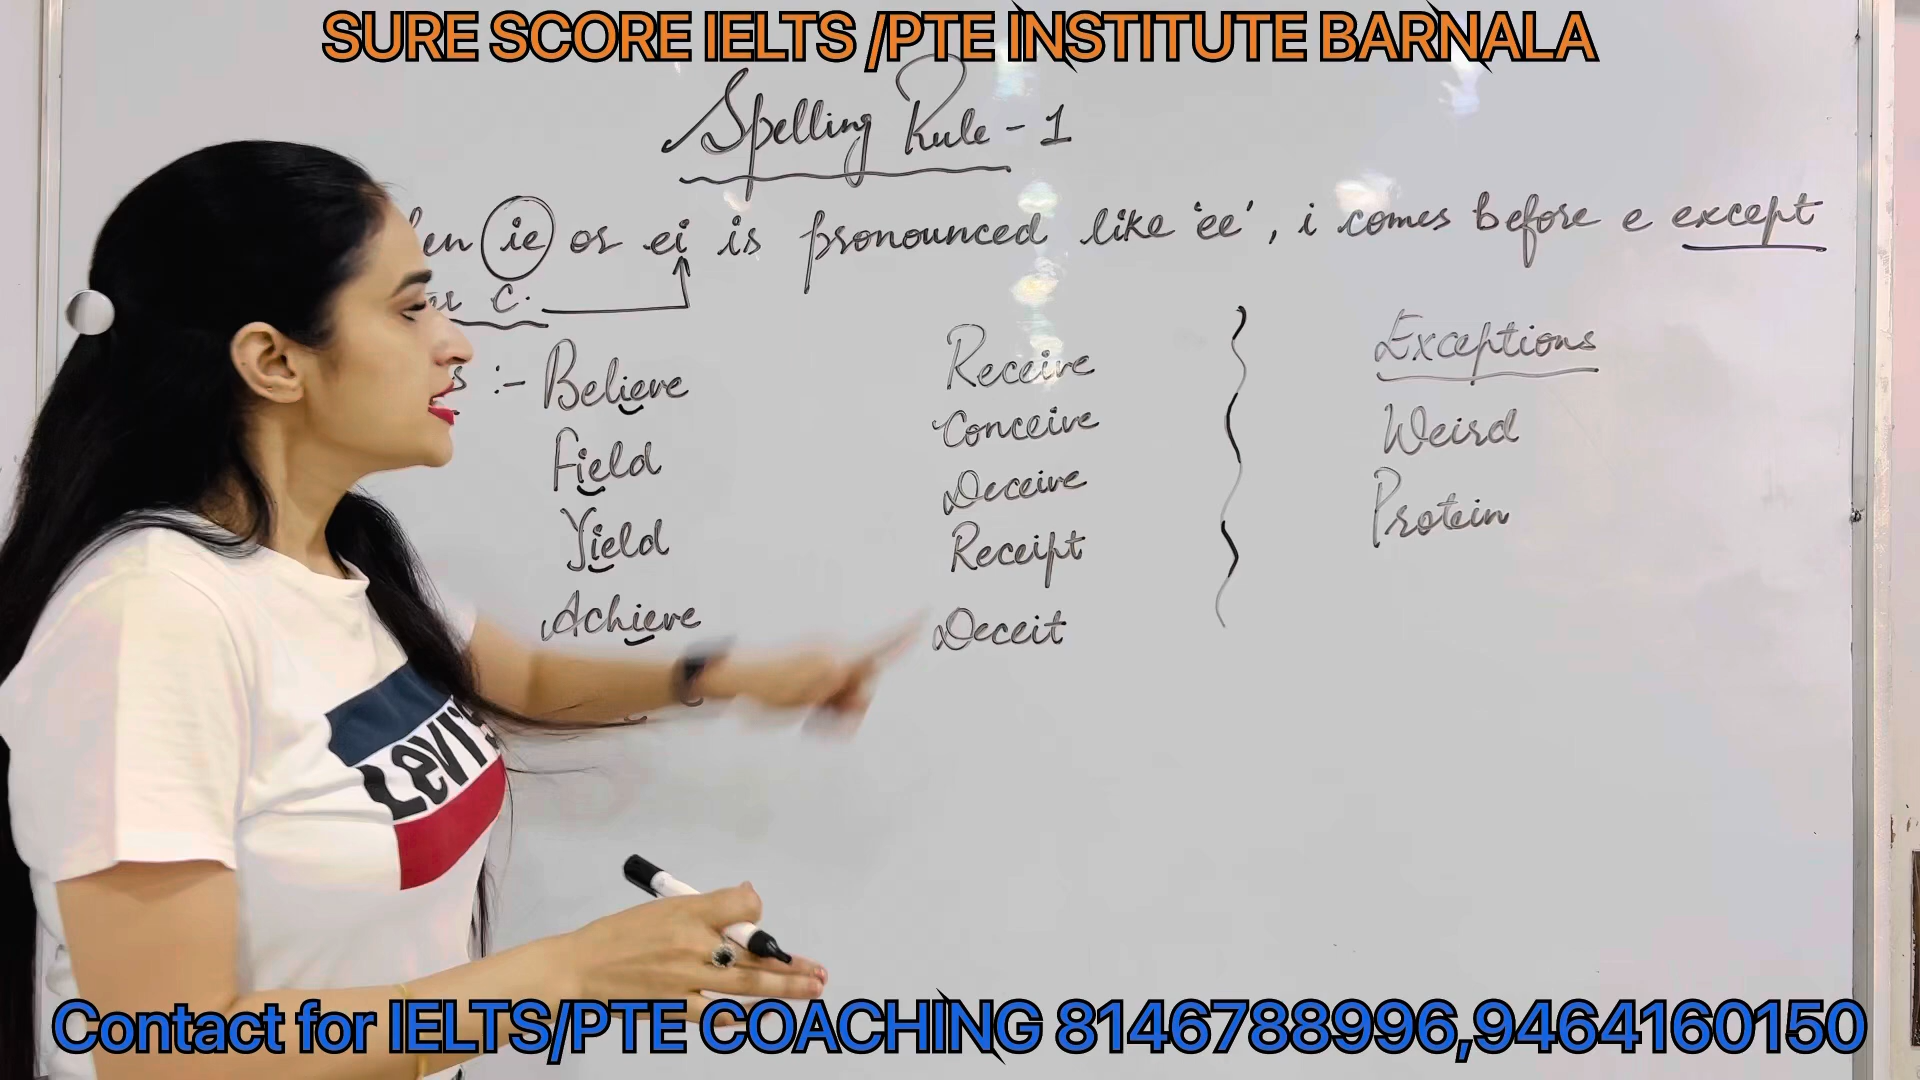 SURE SCORE IELTS /PTE INSTITUTE BARNALA
Spelling Rule - 1
ie or ei is pronounced like 'ee', i comes before e except
c.
:- Believe Receive Exceptions
Field Conceive Weird
Yield Deceive Protein
Achieve Receipt
Deceit
LEVI'S
Contact for IELTS/PTE COACHING 8146788996,9464160150